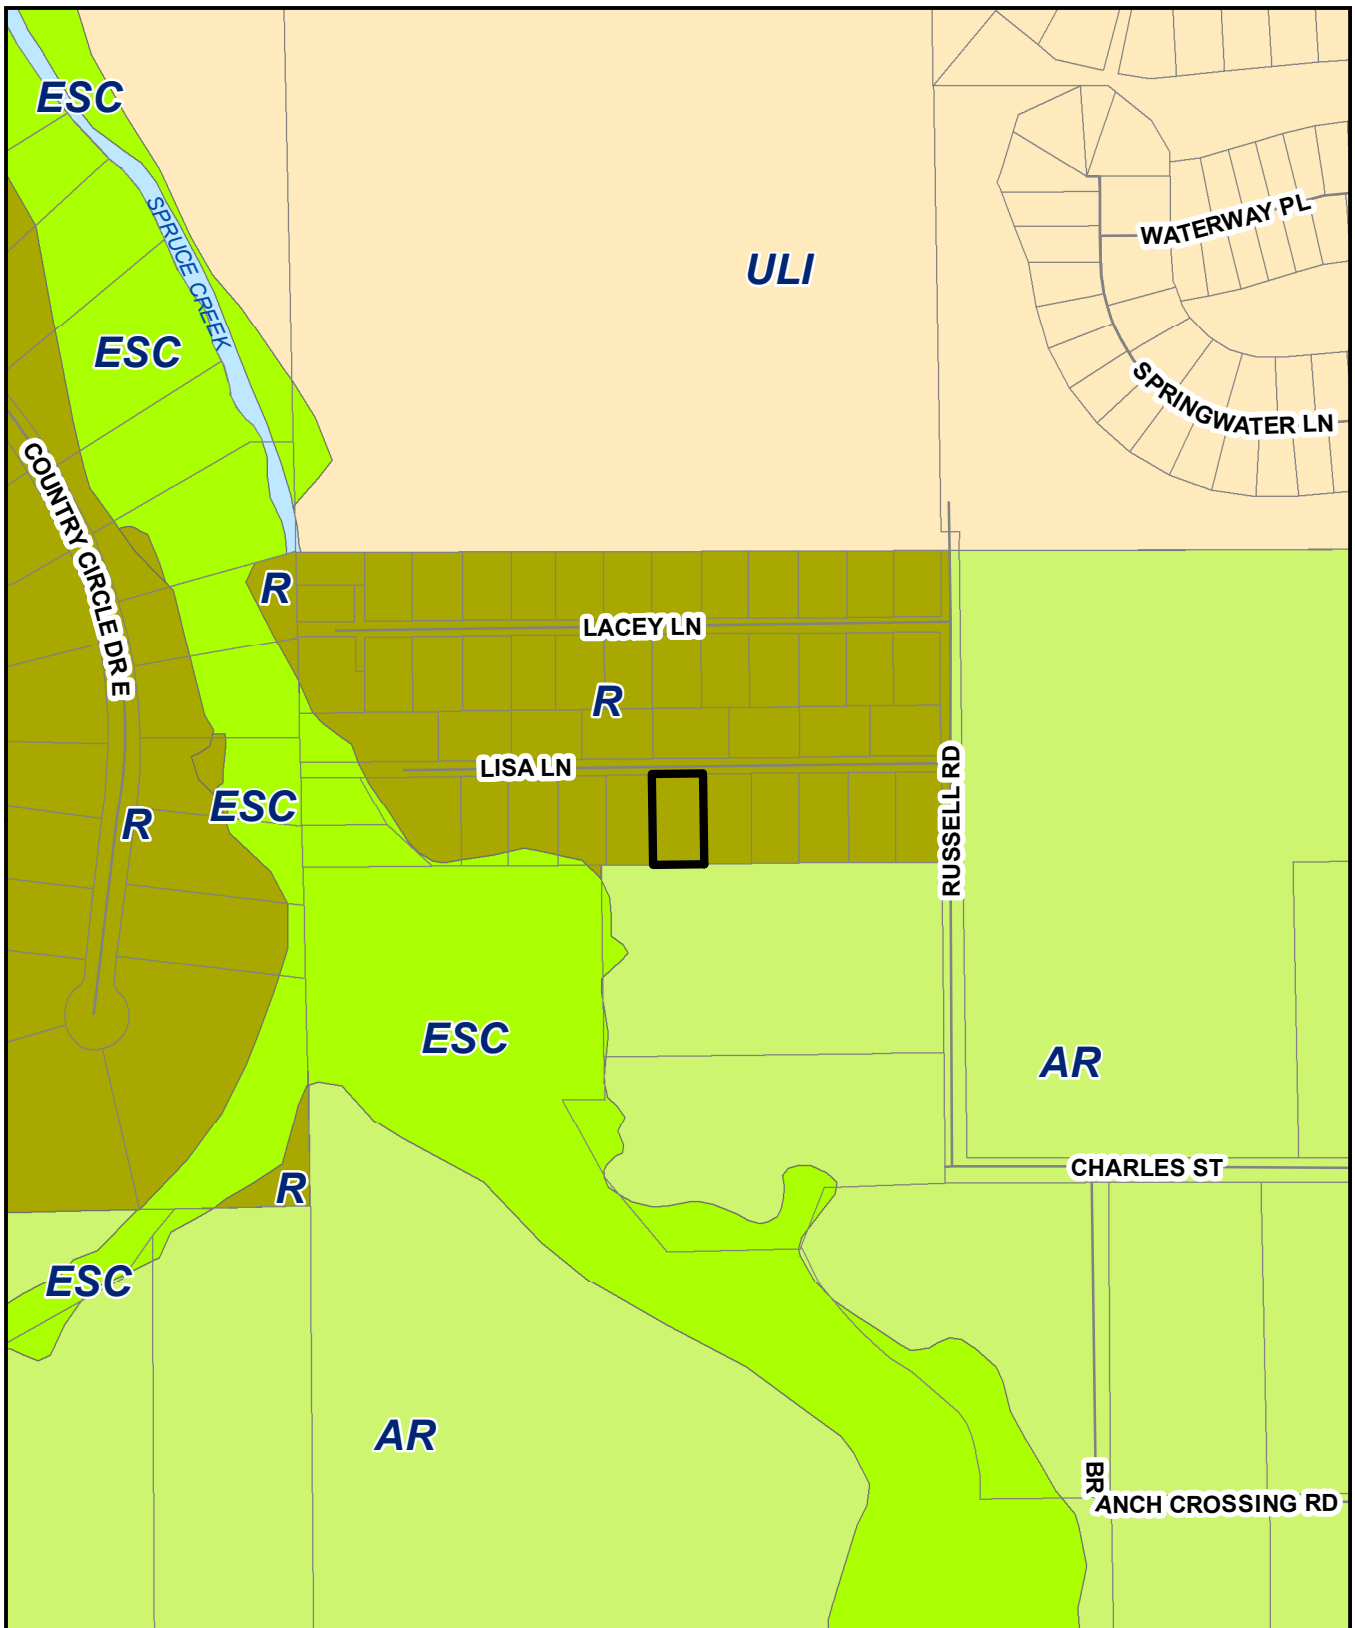 ESC
SPRUCE CREEK
WATERWAY PL
ULI
ESC
SPRINGWATER LN
COUNTRY CIRCLE DR E
R
LACEY LN
R
LISA LN
RUSSELL RD
ESC
R
ESC
AR
CHARLES ST
R
ESC
AR
BRANCH CROSSING RD